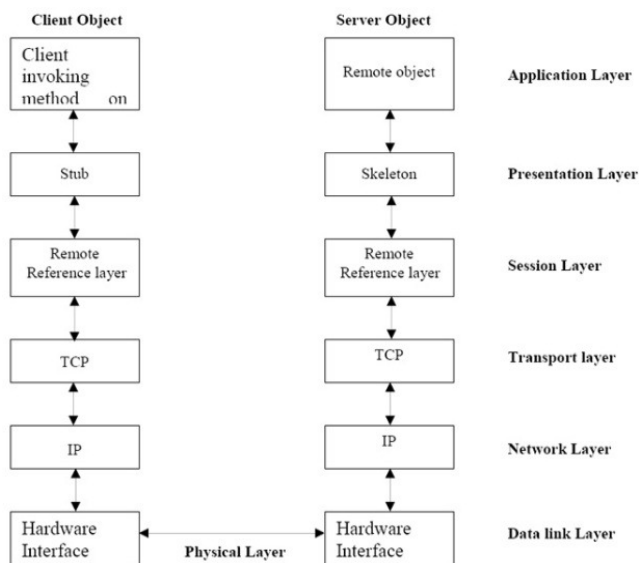 Client Object
Server Object
Client
invoking
method on
Remote object
Application Layer
Stub
Skeleton
Presentation Layer
Remote
Reference layer
Remote
Reference layer
Session Layer
TCP
TCP
Transport layer
IP
IP
Network Layer
Hardware
Interface
Physical Layer
Hardware
Interface
Data link Layer